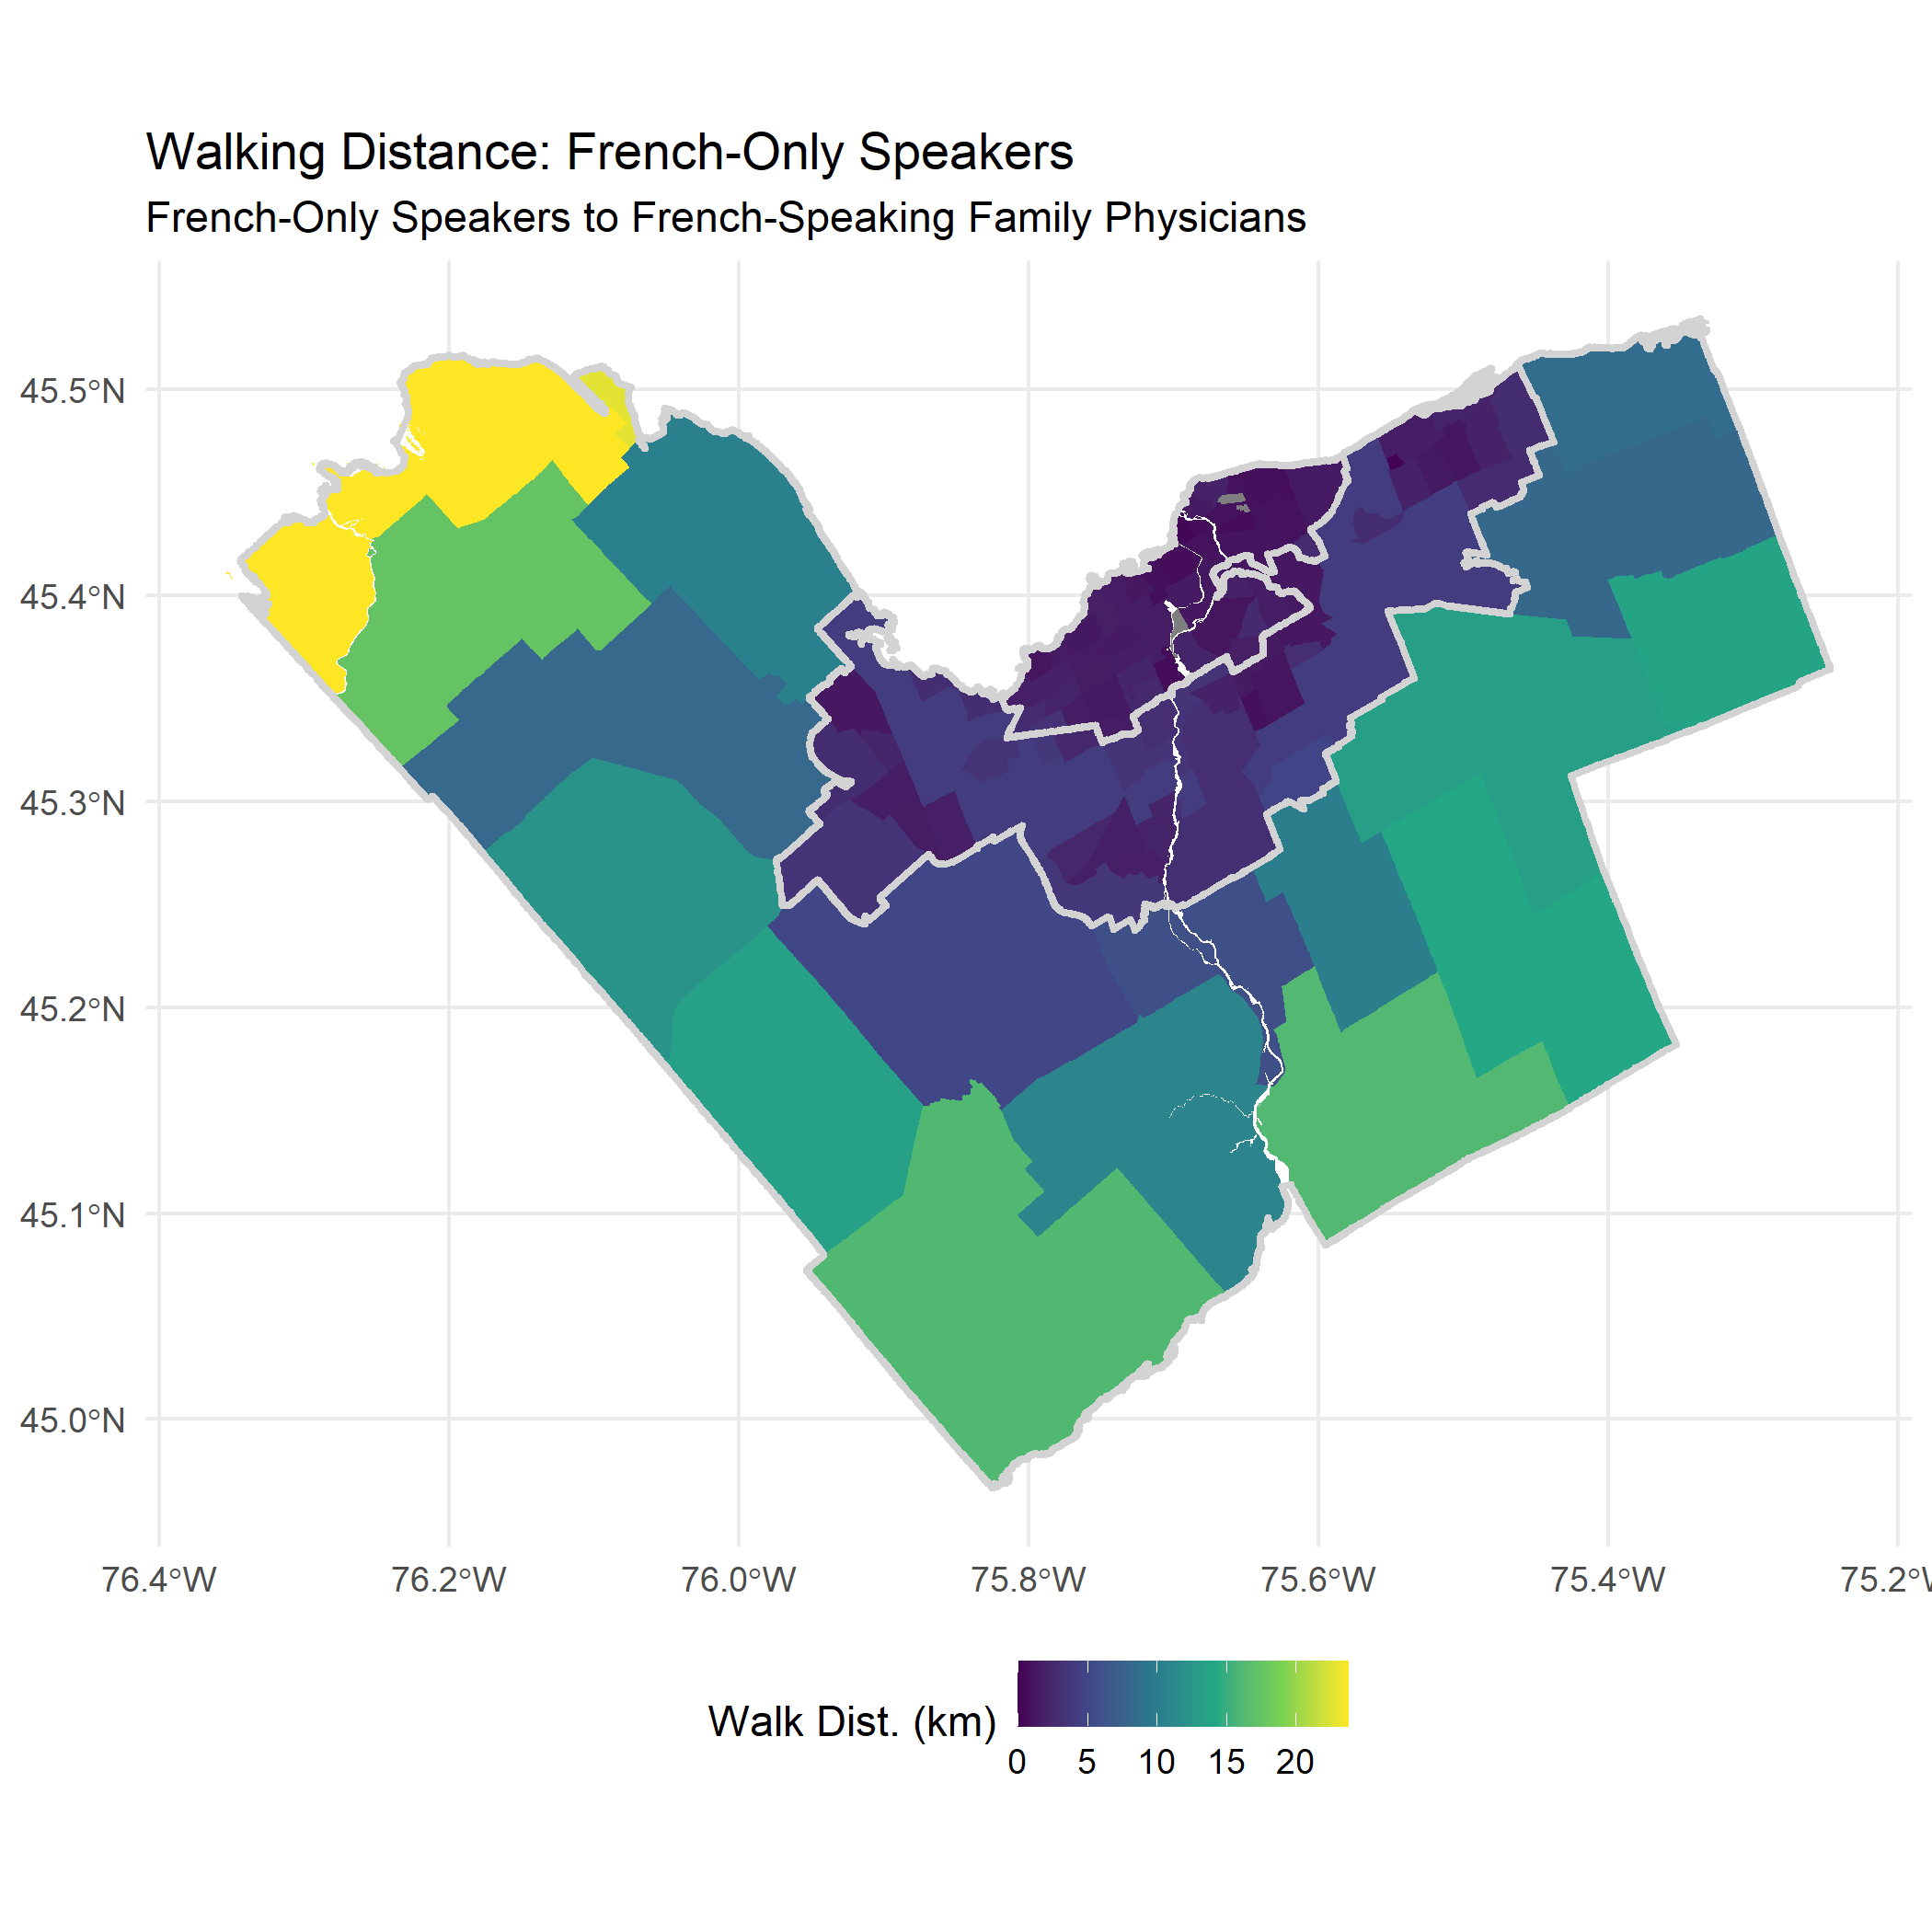 Walking Distance: French-Only Speakers
French-Only Speakers to French-Speaking Family Physicians
45.5°N
45.4°N
45.3°N
45.2°N
45.1°N
45.0°N
76.4°W 76.2°W 76.0°W 75.8°W 75.6°W 75.4°W 75.2°W
Walk Dist. (km)
0 5 10 15 20